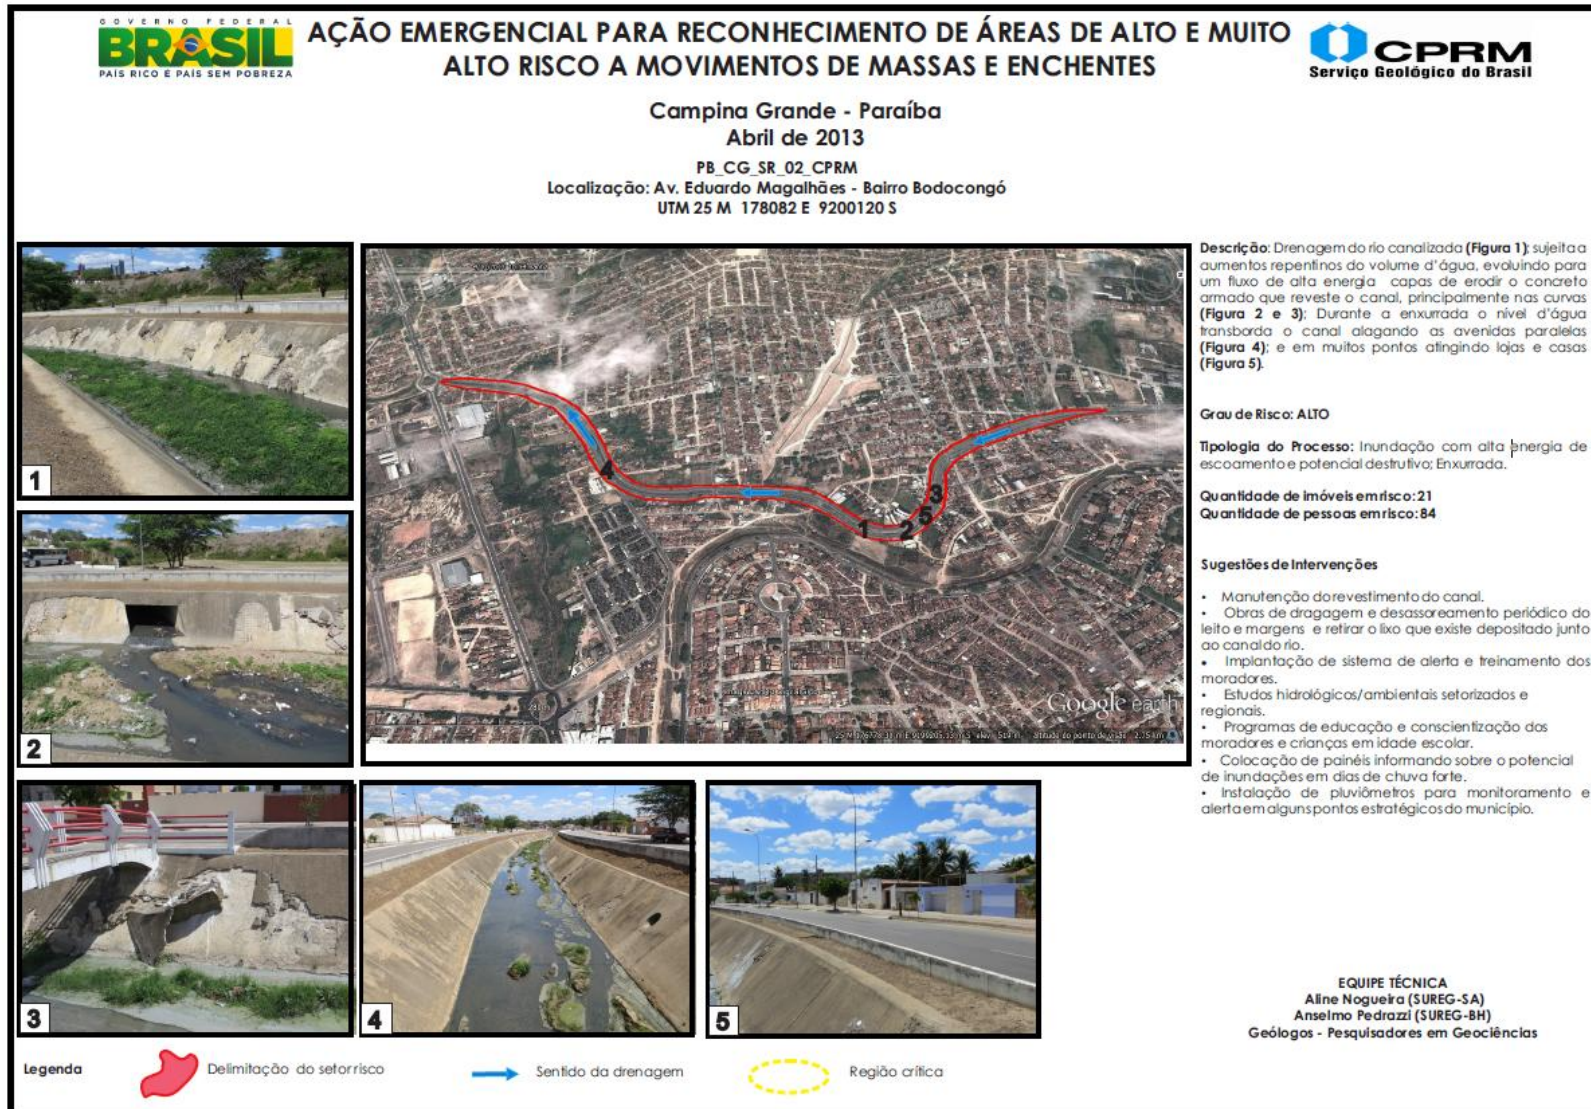 GOVERNO FEDERAL
BRASIL
PAÍS RICO É PAÍS SEM POBREZA
AÇÃO EMERGENCIAL PARA RECONHECIMENTO DE ÁREAS DE ALTO E MUITO
ALTO RISCO A MOVIMENTOS DE MASSAS E ENCHENTES
CPRM
Serviço Geológico do Brasil
Campina Grande - Paraíba
Abril de 2013
PB_CG_SR_02_CPRM
Localização: Av. Eduardo Magalhães - Bairro Bodocongó
UTM 25 M 178082 E 9200120 S
1
2
3
4
5
4
1
2
5
3
Google earth
Descrição: Drenagem do rio canalizada (Figura 1); sujeita a
aumentos repentinos do volume d'água, evoluindo para
um fluxo de alta energia capas de erodir o concreto
armado que reveste o canal, principalmente nas curvas
(Figura 2 e 3); Durante a enxurrada o nível d'água
transborda o canal alagando as avenidas paralelas
(Figura 4); e em muitos pontos atingindo lojas e casas
(Figura 5).
Grau de Risco: ALTO
Tipologia do Processo: Inundação com alta energia de
escoamento e potencial destrutivo; Enxurrada.
Quantidade de imóveis em risco: 21
Quantidade de pessoas em risco: 84
Sugestões de Intervenções
• Manutenção do revestimento do canal.
• Obras de dragagem e desassoreamento periódico do
leito e margens e retirar o lixo que existe depositado junto
ao canal do rio.
• Implantação de sistema de alerta e treinamento dos
moradores.
• Estudos hidrológicos/ambientais setorizados e
regionais.
• Programas de educação e conscientização dos
moradores e crianças em idade escolar.
• Colocação de painéis informando sobre o potencial
de inundações em dias de chuva forte.
• Instalação de pluviômetros para monitoramento e
alerta em alguns pontos estratégicos do município.
EQUIPE TÉCNICA
Aline Nogueira (SUREG-SA)
Anselmo Pedrazzi (SUREG-BH)
Geólogos - Pesquisadores em Geociências
Legenda
Delimitação do setor risco
Sentido da drenagem
Região crítica